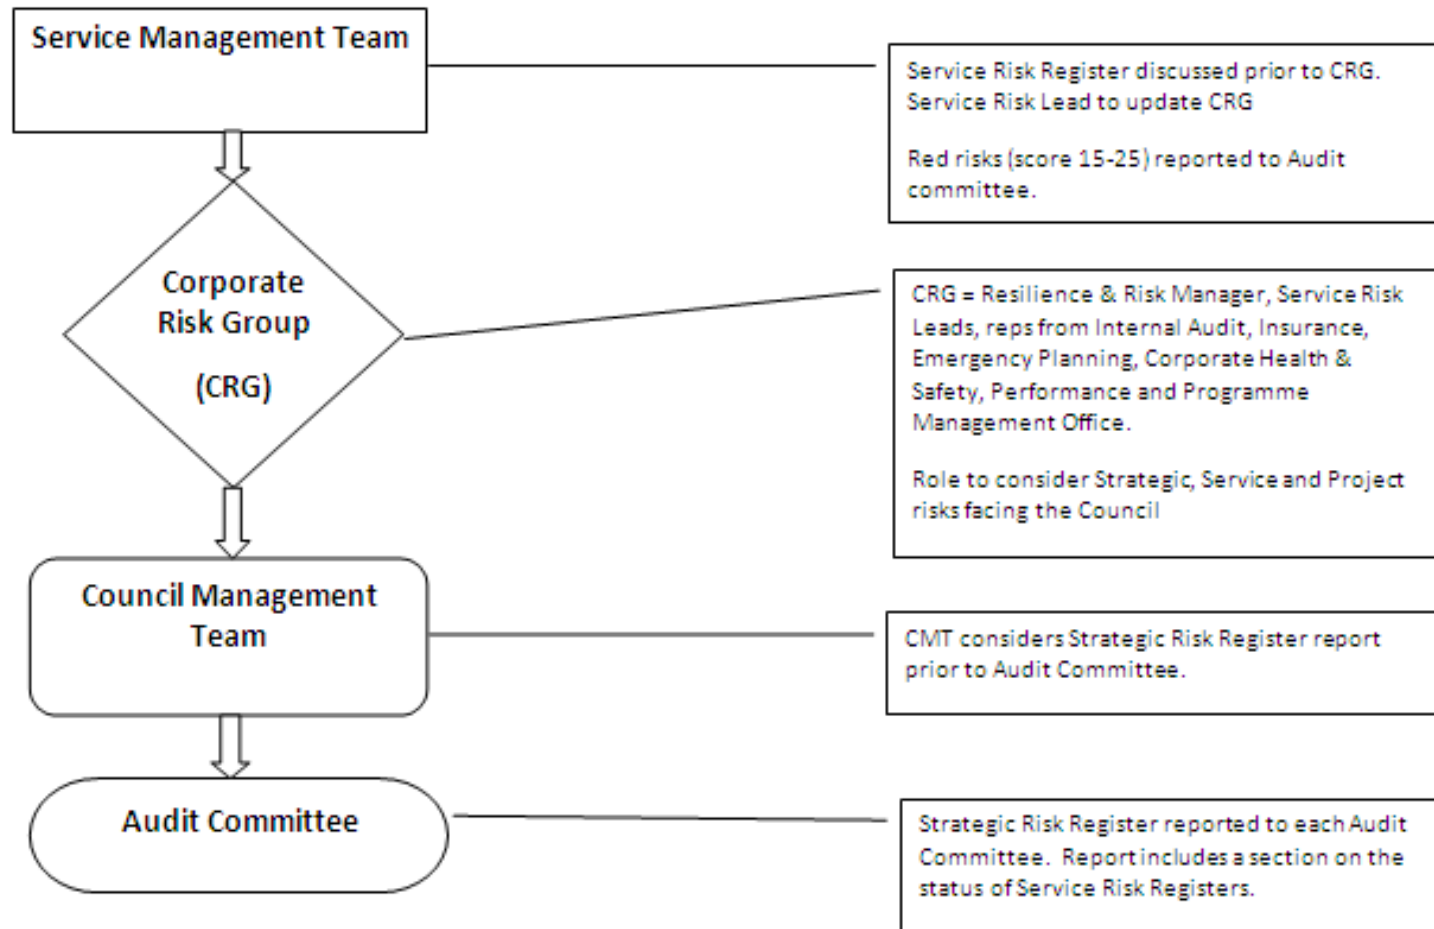 Service Management Team
Service Risk Register discussed prior to CRG.
Service Risk Lead to update CRG
Red risks (score 15-25) reported to Audit
committee.
Corporate
Risk Group
(CRG)
CRG = Resilience & Risk Manager, Service Risk
Leads, reps from Internal Audit, Insurance,
Emergency Planning, Corporate Health &
Safety, Performance and Programme
Management Office.
Role to consider Strategic, Service and Project
risks facing the Council
Council Management
Team
CMT considers Strategic Risk Register report
prior to Audit Committee.
Audit Committee
Strategic Risk Register reported to each Audit
Committee. Report includes a section on the
status of Service Risk Registers.